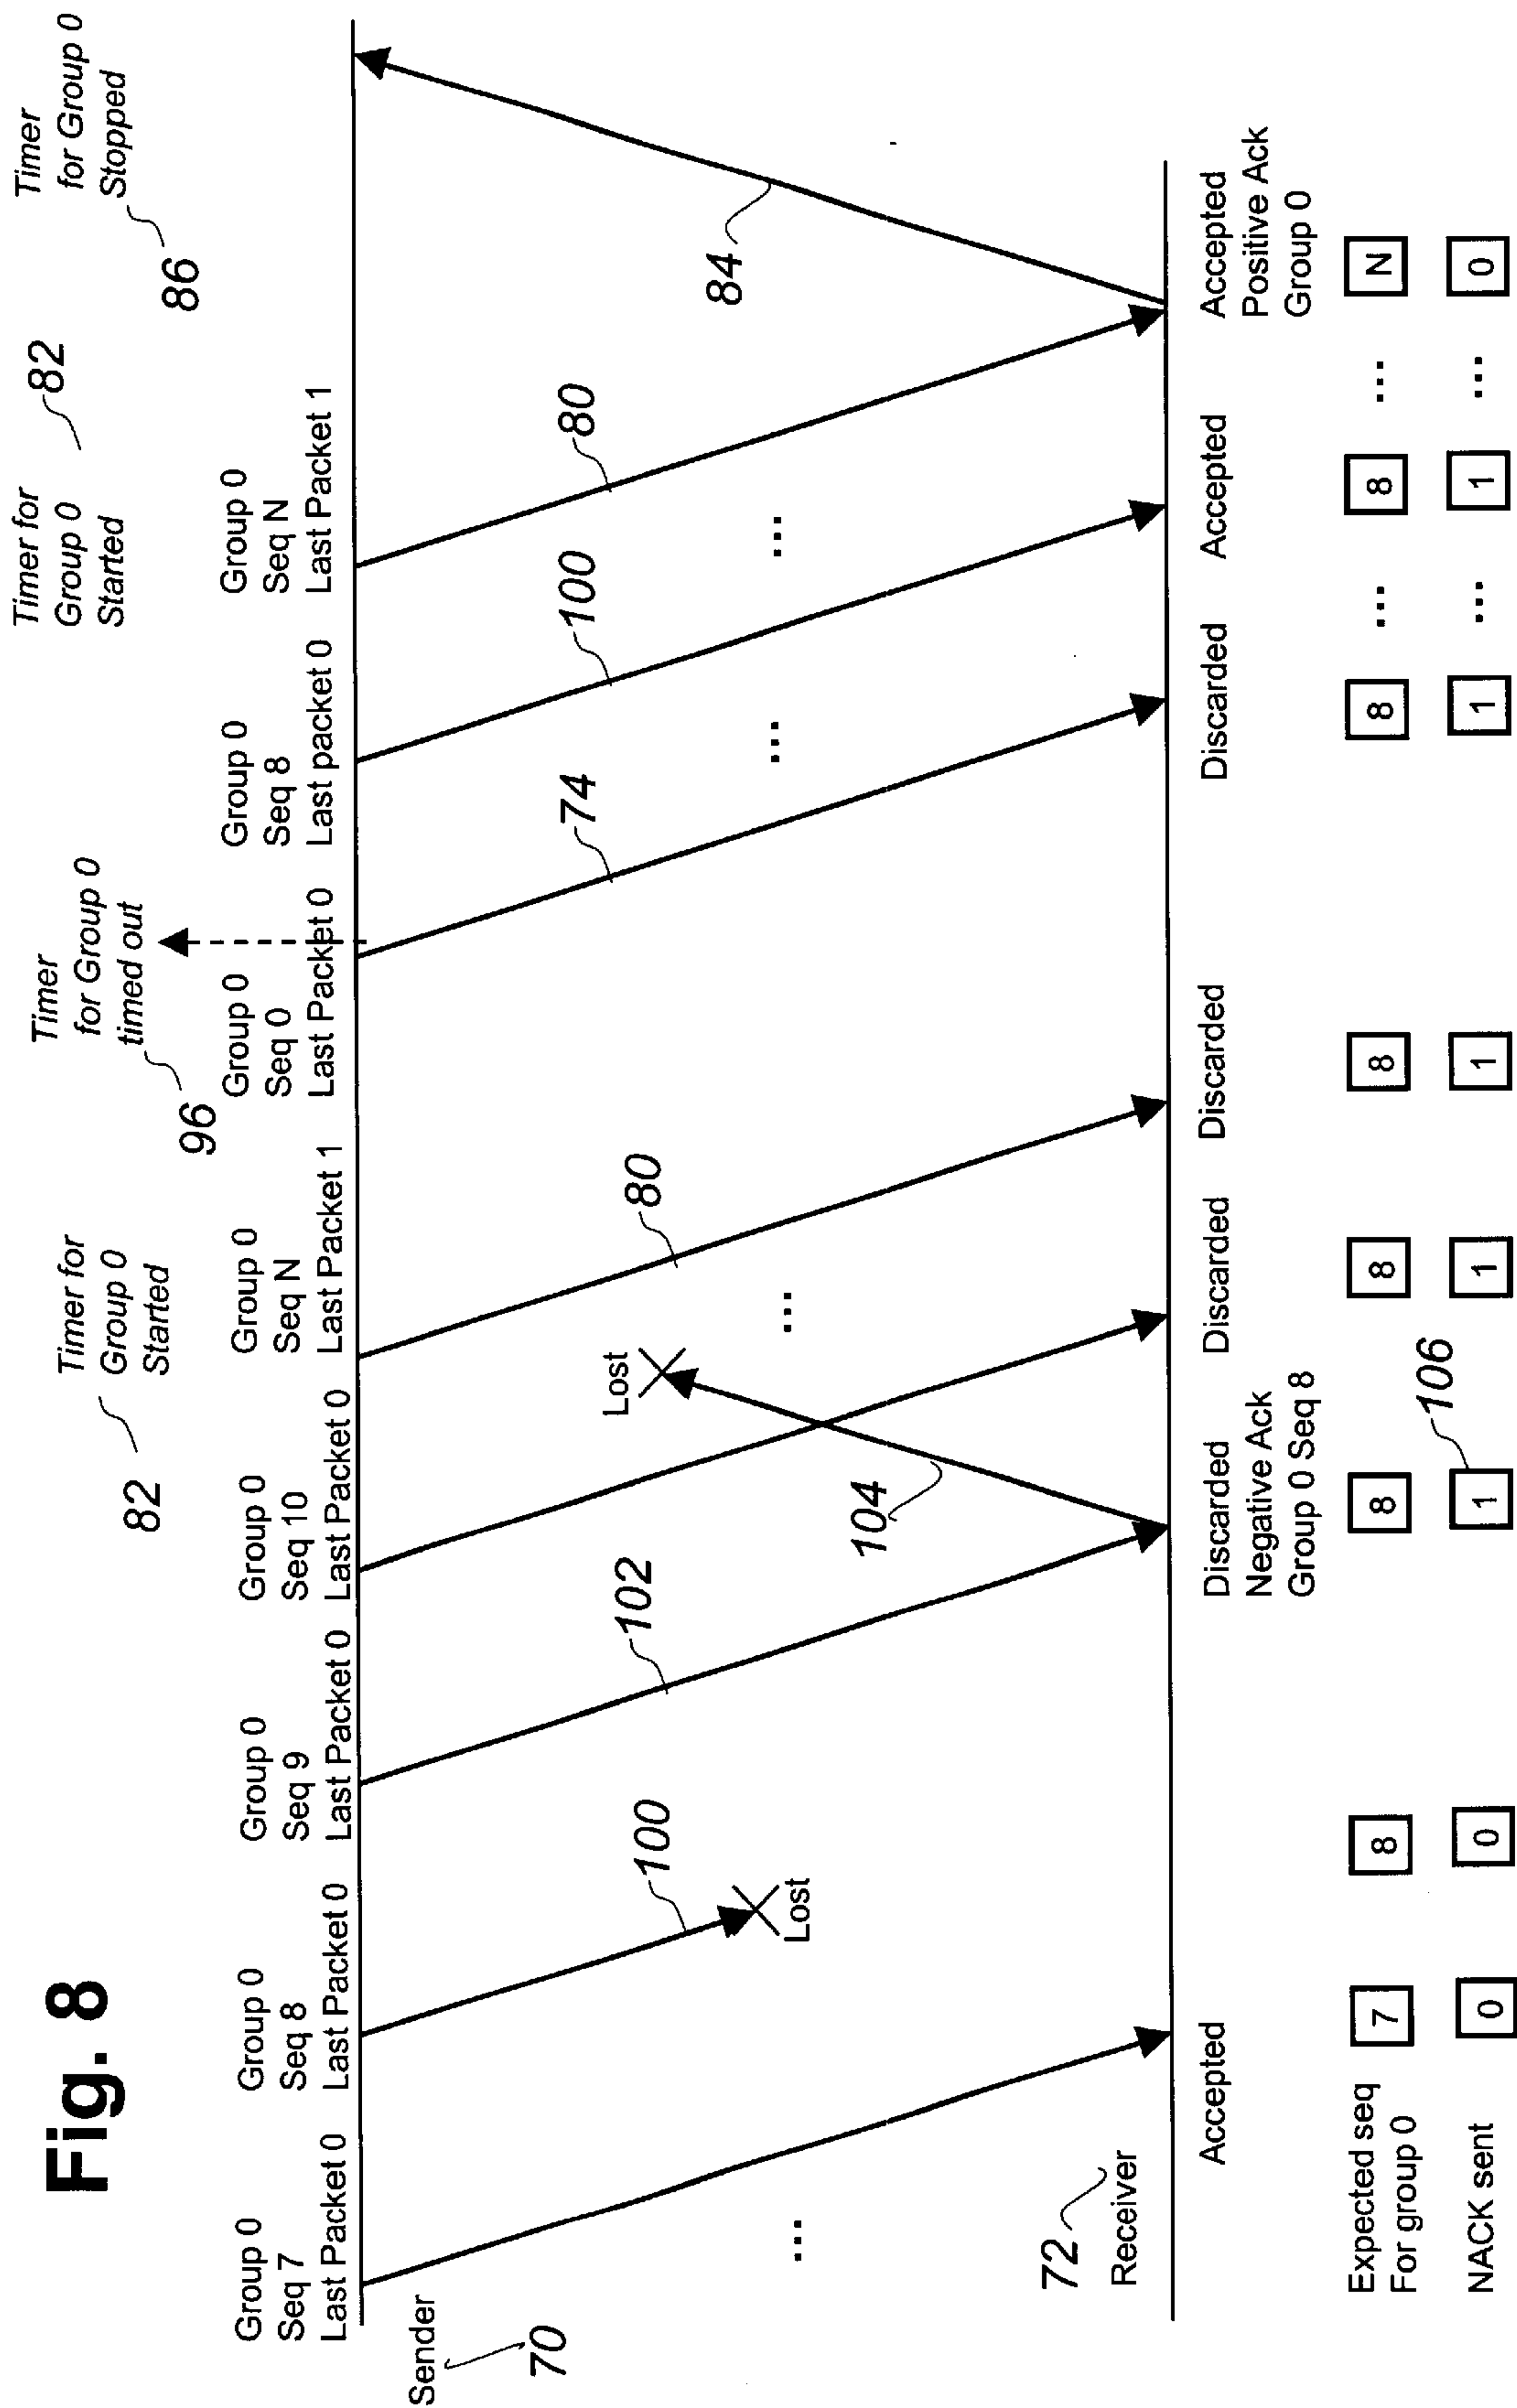 Fig. 8
82
Timer for
Group 0
Started
96
Timer
for Group 0
timed out
Timer for
Group 0
Started
82
86
Timer
for Group 0
Stopped
Group 0
Seq 7
Last Packet 0
Group 0
Seq 8
Last Packet 0
Group 0
Seq 9
Last Packet 0
Group 0
Seq 10
Last Packet 0
Group 0
Seq N
Last Packet 1
Group 0
Seq 0
Last Packet 0
Group 0
Seq 8
Last packet 0
Group 0
Seq N
Last Packet 1
Sender
70
100
Lost
102
104
Lost
80
74
100
80
84
...
...
...
...
72
Receiver
Accepted
Discarded
Negative Ack
Group 0 Seq 8
Discarded
Discarded
Discarded
Accepted
Accepted
Positive Ack
Group 0
Expected seq
For group 0
7
8
8
8
8
8
...
8
...
N
NACK sent
0
0
1
106
1
1
1
...
1
...
0